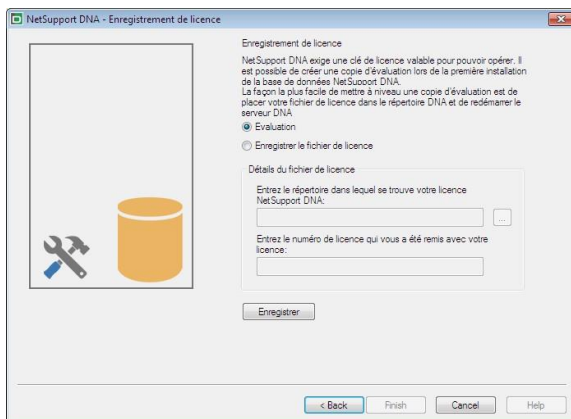 NetSupport DNA - Enregistrement de licence
Enregistrement de licence
NetSupport DNA exige une clé de licence valable pour pouvoir opérer. Il
est possible de créer une copie d'évaluation lors de la première installation
de la base de données NetSupport DNA.
La façon la plus facile de mettre à niveau une copie d'évaluation est de
placer votre fichier de licence dans le répertoire DNA et de redémarrer le
serveur DNA
Evaluation
Enregistrer le fichier de licence
Détails du fichier de licence
Entrez le répertoire dans lequel se trouve votre licence
NetSupport DNA:
...
Entrez le numéro de licence qui vous a été remis avec votre
licence:
Enregistrer
< Back
Finish
Cancel
Help